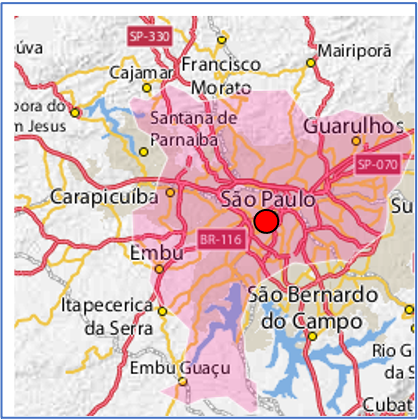 SP-330
úva
Mairiporã
Francisco
Cajamar
Morato
bora do
m Jesus
Santana de
Parnaíba
Guarulhos
SP-070
Carapicuíba
São Paulo
Su
BR-116
Embu
São Bernardo
do Campo
Itapecerica
da Serra
Rio G
da S
Embu Guaçu
Cubat